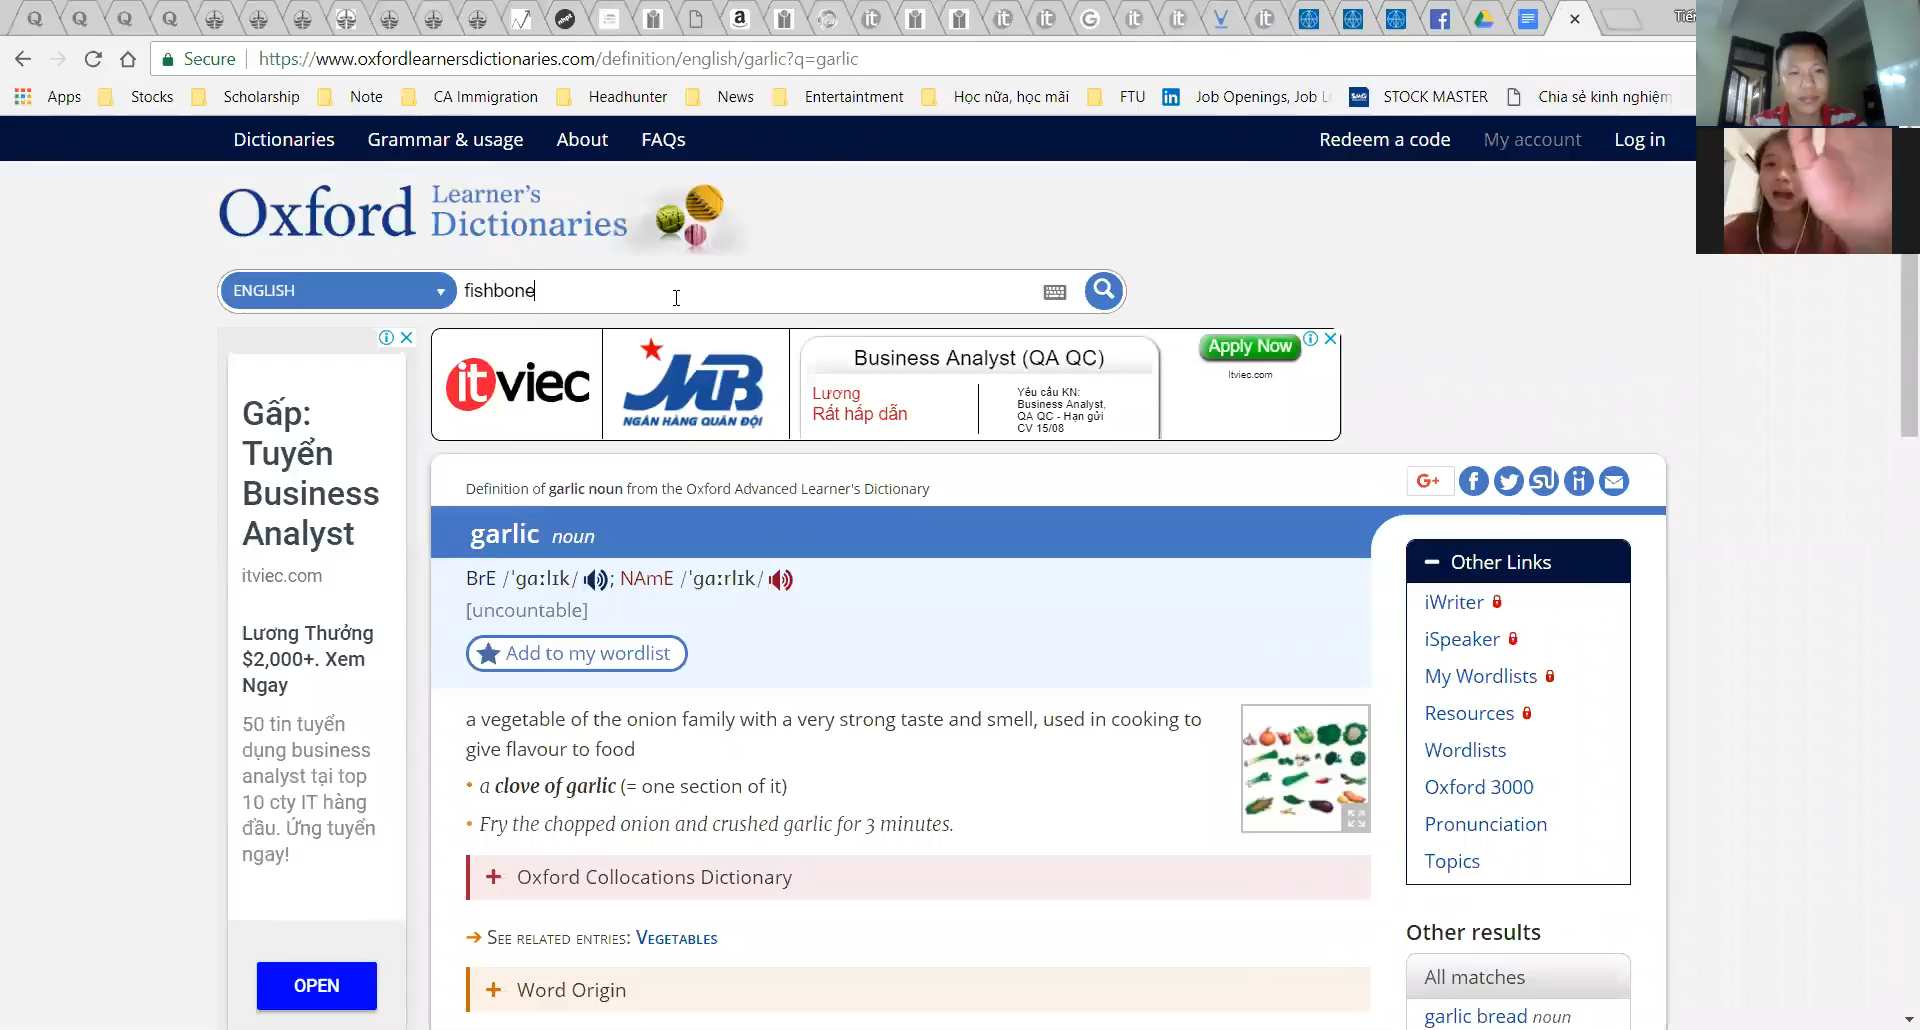 Tiế
Secure
https://www.oxfordlearnersdictionaries.com/definition/english/garlic?q=garlic
Apps Stocks Scholarship Note CA Immigration Headhunter News Entertaintment Học nữa, học mãi FTU Job Openings, Job L STOCK MASTER Chia sẻ kinh nghiệm
Dictionaries Grammar & usage About FAQs Redeem a code My account Log in
Oxford Learner's Dictionaries
ENGLISH fishbone
itviec
MB
NGÂN HÀNG QUÂN ĐỘI
Business Analyst (QA QC)
Lương
Rất hấp dẫn
Yêu cầu KN:
Business Analyst,
QA QC - Hạn gửi
CV 15/08
Apply Now
Itviec.com
Gấp:
Tuyển
Business
Analyst
itviec.com
Lương Thưởng
$2,000+. Xem
Ngay
50 tin tuyển
dụng business
analyst tại top
10 cty IT hàng
đầu. Ứng tuyển
ngay!
OPEN
Definition of garlic noun from the Oxford Advanced Learner's Dictionary
G+
garlic noun
BrE /ˈɡɑːlɪk/ ; NAmE /ˈɡɑːrlɪk/
[uncountable]
Add to my wordlist
a vegetable of the onion family with a very strong taste and smell, used in cooking to
give flavour to food
• a clove of garlic (= one section of it)
• Fry the chopped onion and crushed garlic for 3 minutes.
+ Oxford Collocations Dictionary
→ See related entries: Vegetables
+ Word Origin
Other Links
iWriter
iSpeaker
My Wordlists
Resources
Wordlists
Oxford 3000
Pronunciation
Topics
Other results
All matches
garlic bread noun